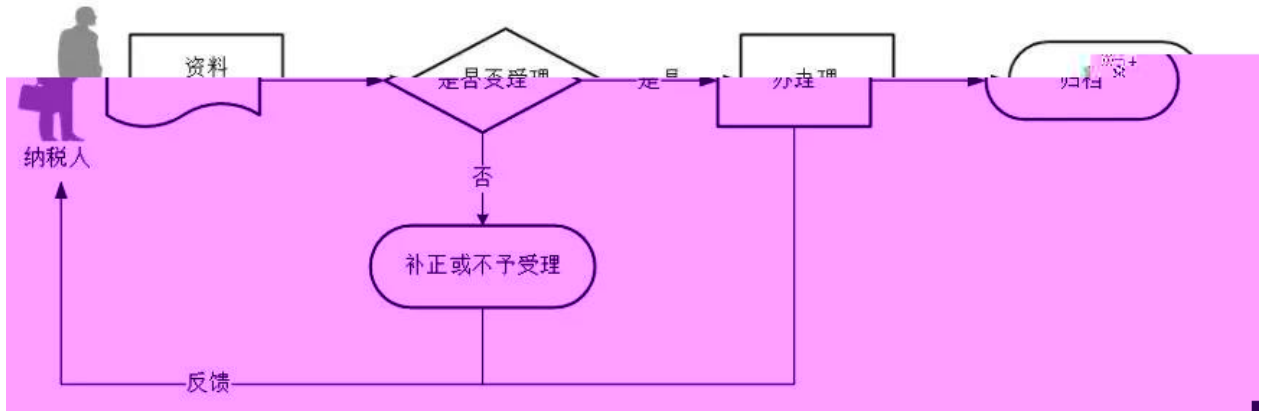 资料
是否受理
是
办理
归档
纳税人
否
补正或不予受理
反馈